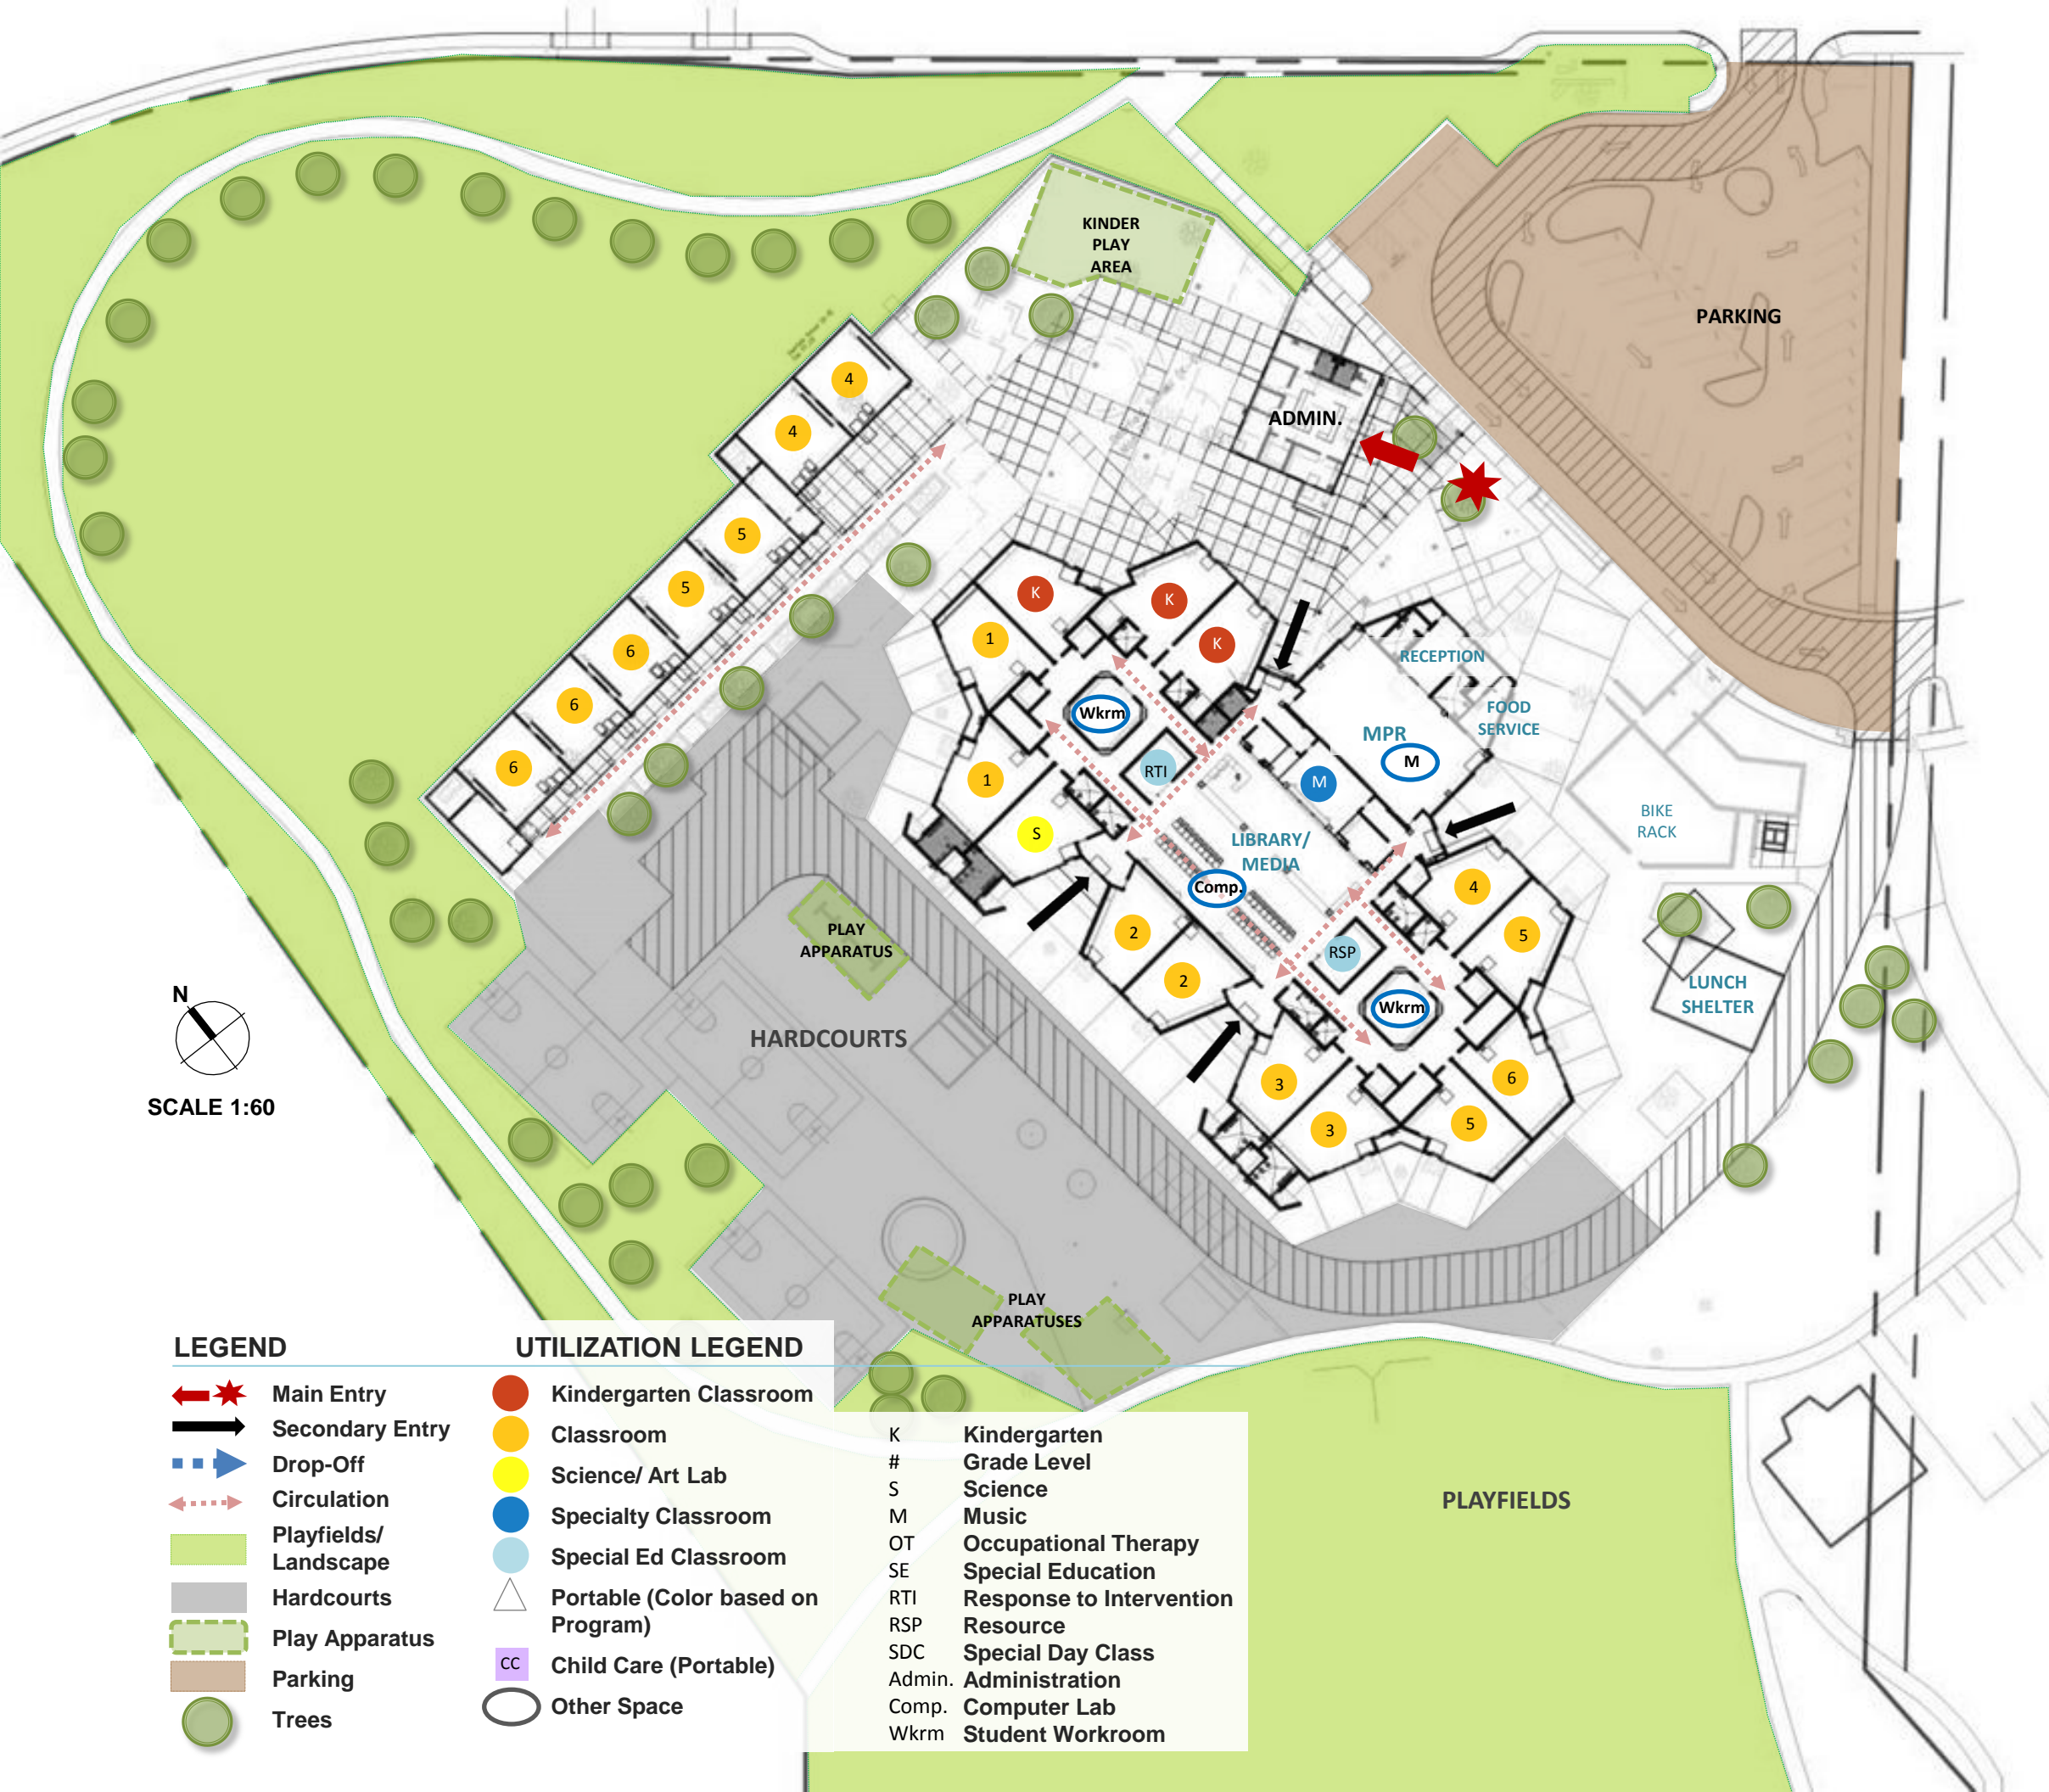 KINDER
PLAY
AREA
PARKING
4
ADMIN.
4
5
5
K
K
1
K
6
RECEPTION
6
Wkrm
FOOD
SERVICE
MPR
M
6
RTI
1
M
S
LIBRARY/
MEDIA
BIKE
RACK
Comp.
4
PLAY
APPARATUS
2
5
RSP
2
LUNCH
SHELTER
N
Wkrm
HARDCOURTS
SCALE 1:60
3
6
3
5
PLAY
APPARATUSES
PLAYFIELDS
LEGEND
Main Entry
Secondary Entry
Drop-Off
Circulation
Playfields/
Landscape
Hardcourts
Play Apparatus
Parking
Trees
UTILIZATION LEGEND
Kindergarten Classroom
Classroom
Science/ Art Lab
Specialty Classroom
Special Ed Classroom
Portable (Color based on
Program)
CC Child Care (Portable)
Other Space
K Kindergarten
# Grade Level
S Science
M Music
OT Occupational Therapy
SE Special Education
RTI Response to Intervention
RSP Resource
SDC Special Day Class
Admin. Administration
Comp. Computer Lab
Wkrm Student Workroom